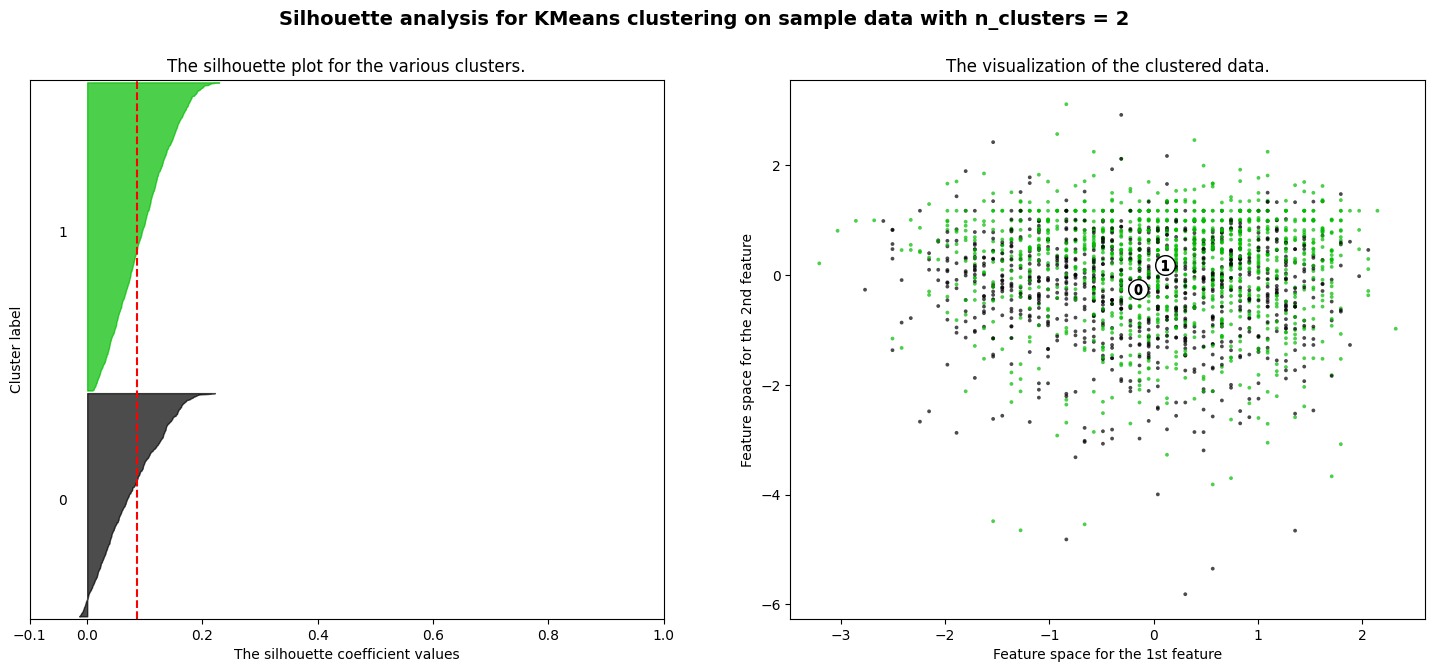 Silhouette analysis for KMeans clustering on sample data with n_clusters = 2
The silhouette plot for the various clusters.
1
0
Cluster label
−0.1 0.0 0.2 0.4 0.6 0.8 1.0
The silhouette coefficient values
The visualization of the clustered data.
2
0
−2
−4
−6
Feature space for the 2nd feature
1
0
−3 −2 −1 0 1 2
Feature space for the 1st feature